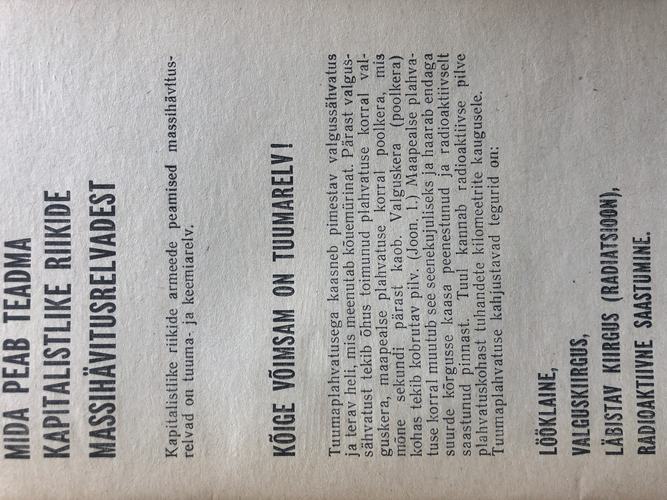 MIDA PEAB TEADMA
KAPITALISTLIKE RIIKIDE
MASSIHÄVITUSRELVADEST
Kapitalistlike riikide armeede peamised massihävitus-
relvad on tuuma- ja keemiarelv.
KÕIGE VÕIMSAM ON TUUMARELV!
Tuumaplahvatusega kaasneb pimestav valgussähvatus
ja terav heli, mis meenutab kõuemürinat. Pärast valgus-
sähvatust tekib õhus toimunud plahvatuse korral val-
guskera, maapealse plahvatuse korral poolkera, mis
mõne sekundi pärast kaob. Valguskera (poolkera)
kohas tekib kobrutav pilv. (Joon. 1.) Maapealse plahva-
tuse korral muutub see seenekujuliseks ja haarab endaga
suurde kõrgusse kaasa peenestunud ja radioaktiivselt
saastunud pinnast. Tuul kannab radioaktiivse pilve
plahvatuskohast tuhandete kilomeetrite kaugusele.
Tuumaplahvatuse kahjustavad tegurid on:
LÖÖKLAINE,
VALGUSKIIRGUS,
LÄBISTAV KIIRGUS (RADIATSIOON),
RADIOAKTIIVNE SAASTUMINE.